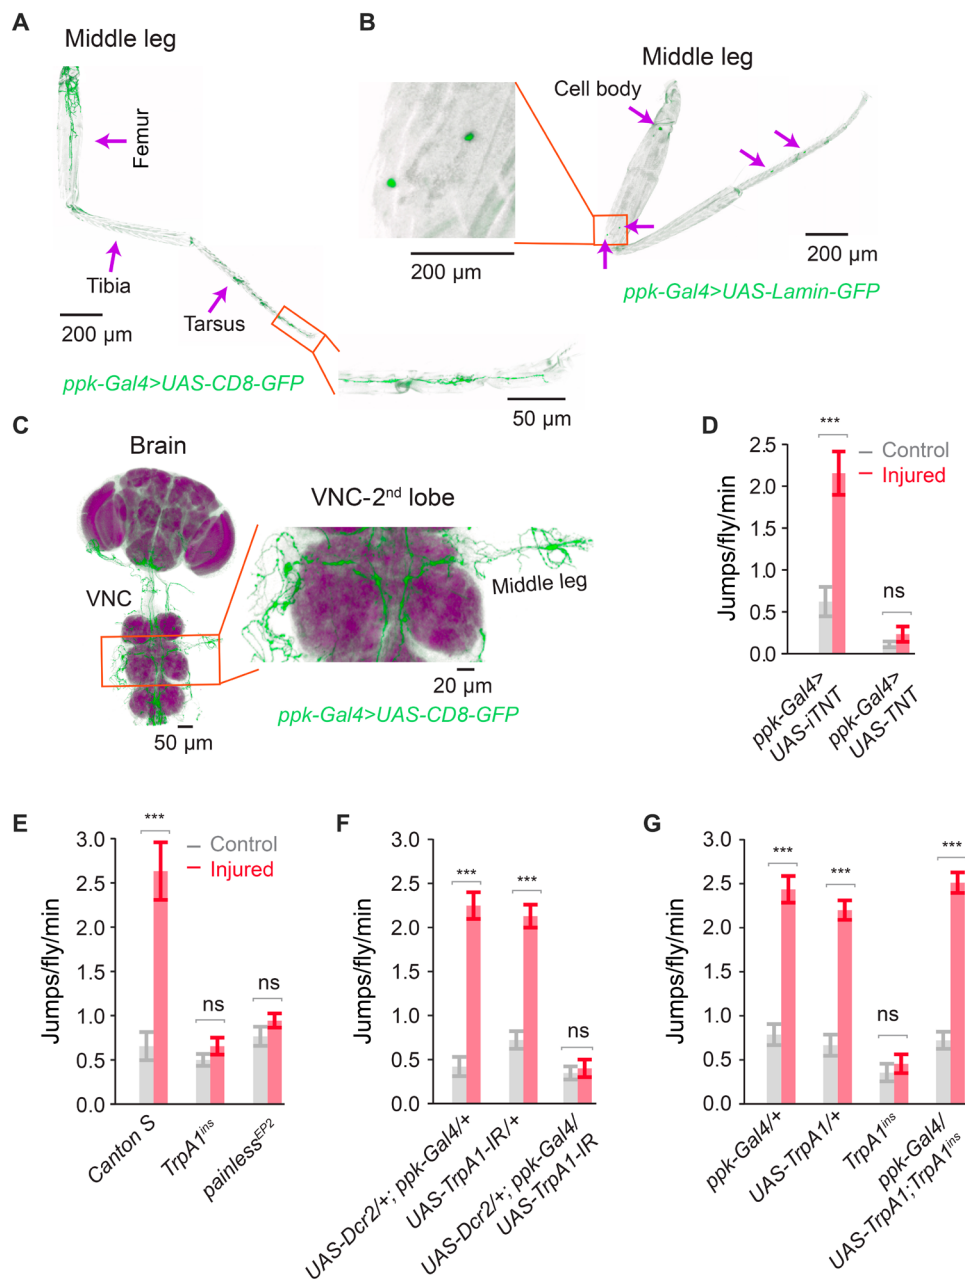 A
Middle leg
Femur
Tibia
Tarsus
200 µm
ppk-Gal4>UAS-CD8-GFP
50 µm
B
Middle leg
Cell body
200 µm
200 µm
ppk-Gal4>UAS-Lamin-GFP
C
Brain
VNC
50 µm
VNC-2nd lobe
Middle leg
20 µm
ppk-Gal4>UAS-CD8-GFP
D
Jumps/fly/min
2.5
2.0
1.5
1.0
0.5
0.0
***
ns
Control
Injured
ppk-Gal4>
UAS-iTNT
ppk-Gal4>
UAS-TNT
E
Jumps/fly/min
3.0
2.5
2.0
1.5
1.0
0.5
0.0
***
ns
ns
Control
Injured
Canton S
TrpA1ins
painlessEP2
F
Jumps/fly/min
3.0
2.5
2.0
1.5
1.0
0.5
0.0
***
***
ns
UAS-Dcr2/+; ppk-Gal4/+
UAS-TrpA1-IR/+
UAS-Dcr2/+; ppk-Gal4/
UAS-TrpA1-IR
G
Jumps/fly/min
3.0
2.5
2.0
1.5
1.0
0.5
0.0
***
***
ns
***
ppk-Gal4/+
UAS-TrpA1/+
TrpA1ins
ppk-Gal4/
UAS-TrpA1;TrpA1ins